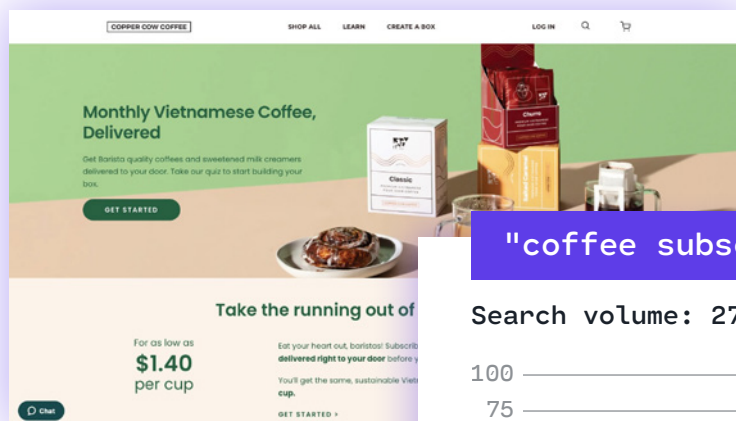 COPPER COW COFFEE
SHOP ALL LEARN CREATE A BOX
LOG IN
Monthly Vietnamese Coffee,
Delivered
Get Barista quality coffees and sweetened milk creamers
delivered to your door. Take our quiz to start building your
box.
GET STARTED
Classic
Churro
Salted Caramel
"coffee subs
Search volume: 27
100
75
Take the running out of
For as low as
$1.40
per cup
Eat your heart out, baristas! Subscrib
delivered right to your door before y
You'll get the same, sustainable Viet
cup.
GET STARTED >
Chat